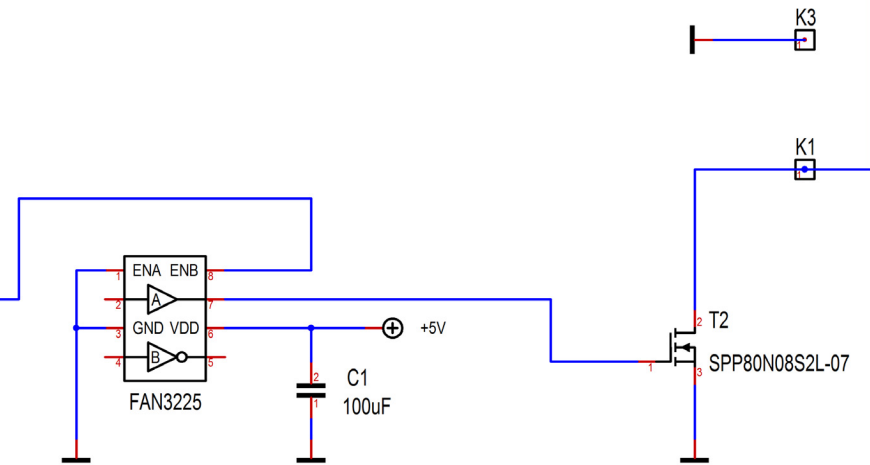 K3
1
K1
1
ENA ENB
1 8
A
2 7
GND VDD
3 6
+5V
B
4 5
FAN3225
2
C1
1
100uF
2
T2
1
3
SPP80N08S2L-07